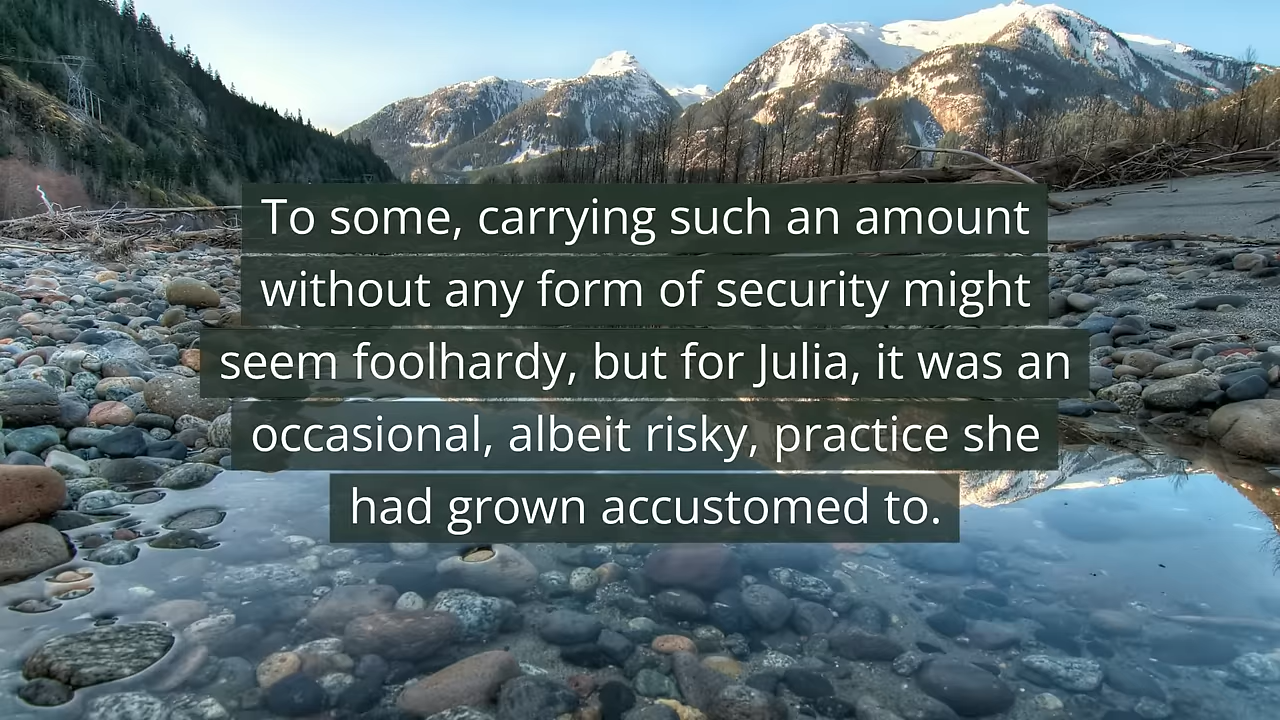 To some, carrying such an amount
without any form of security might
seem foolhardy, but for Julia, it was an
occasional, albeit risky, practice she
had grown accustomed to.